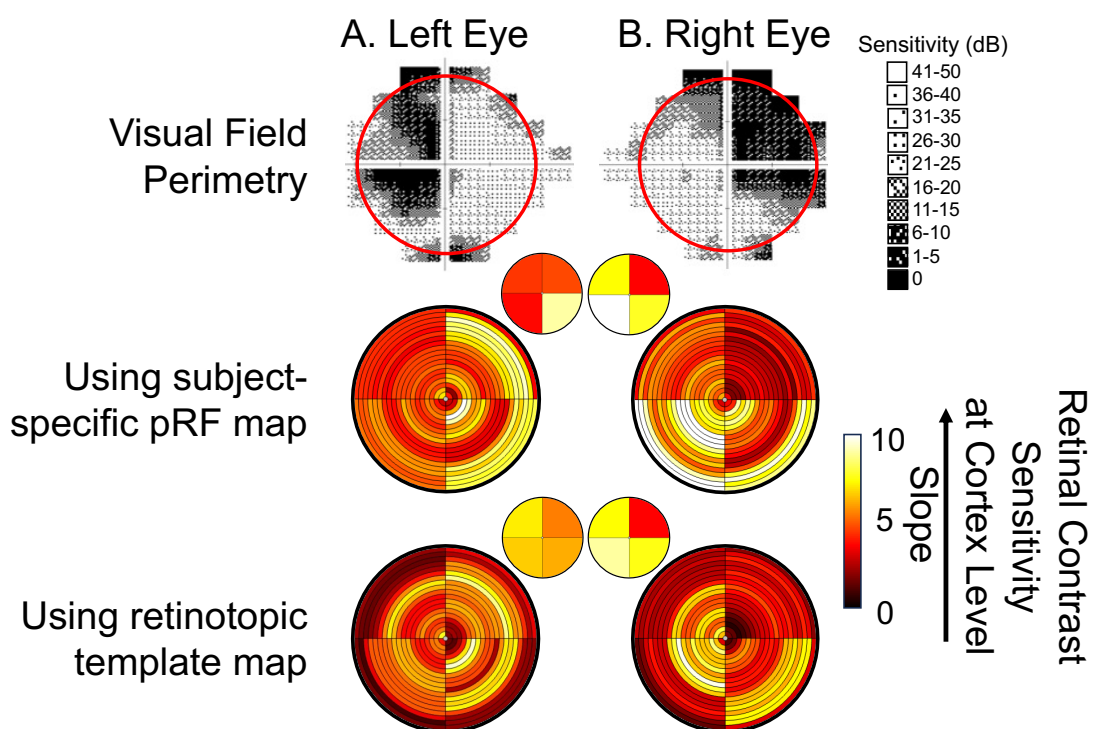 A. Left Eye
B. Right Eye
Sensitivity (dB)
41-50
36-40
31-35
26-30
21-25
16-20
11-15
6-10
1-5
0
Visual Field
Perimetry
Using subject-
specific pRF map
Using retinotopic
template map
10
5
0
Slope
Retinal Contrast
Sensitivity
at Cortex Level